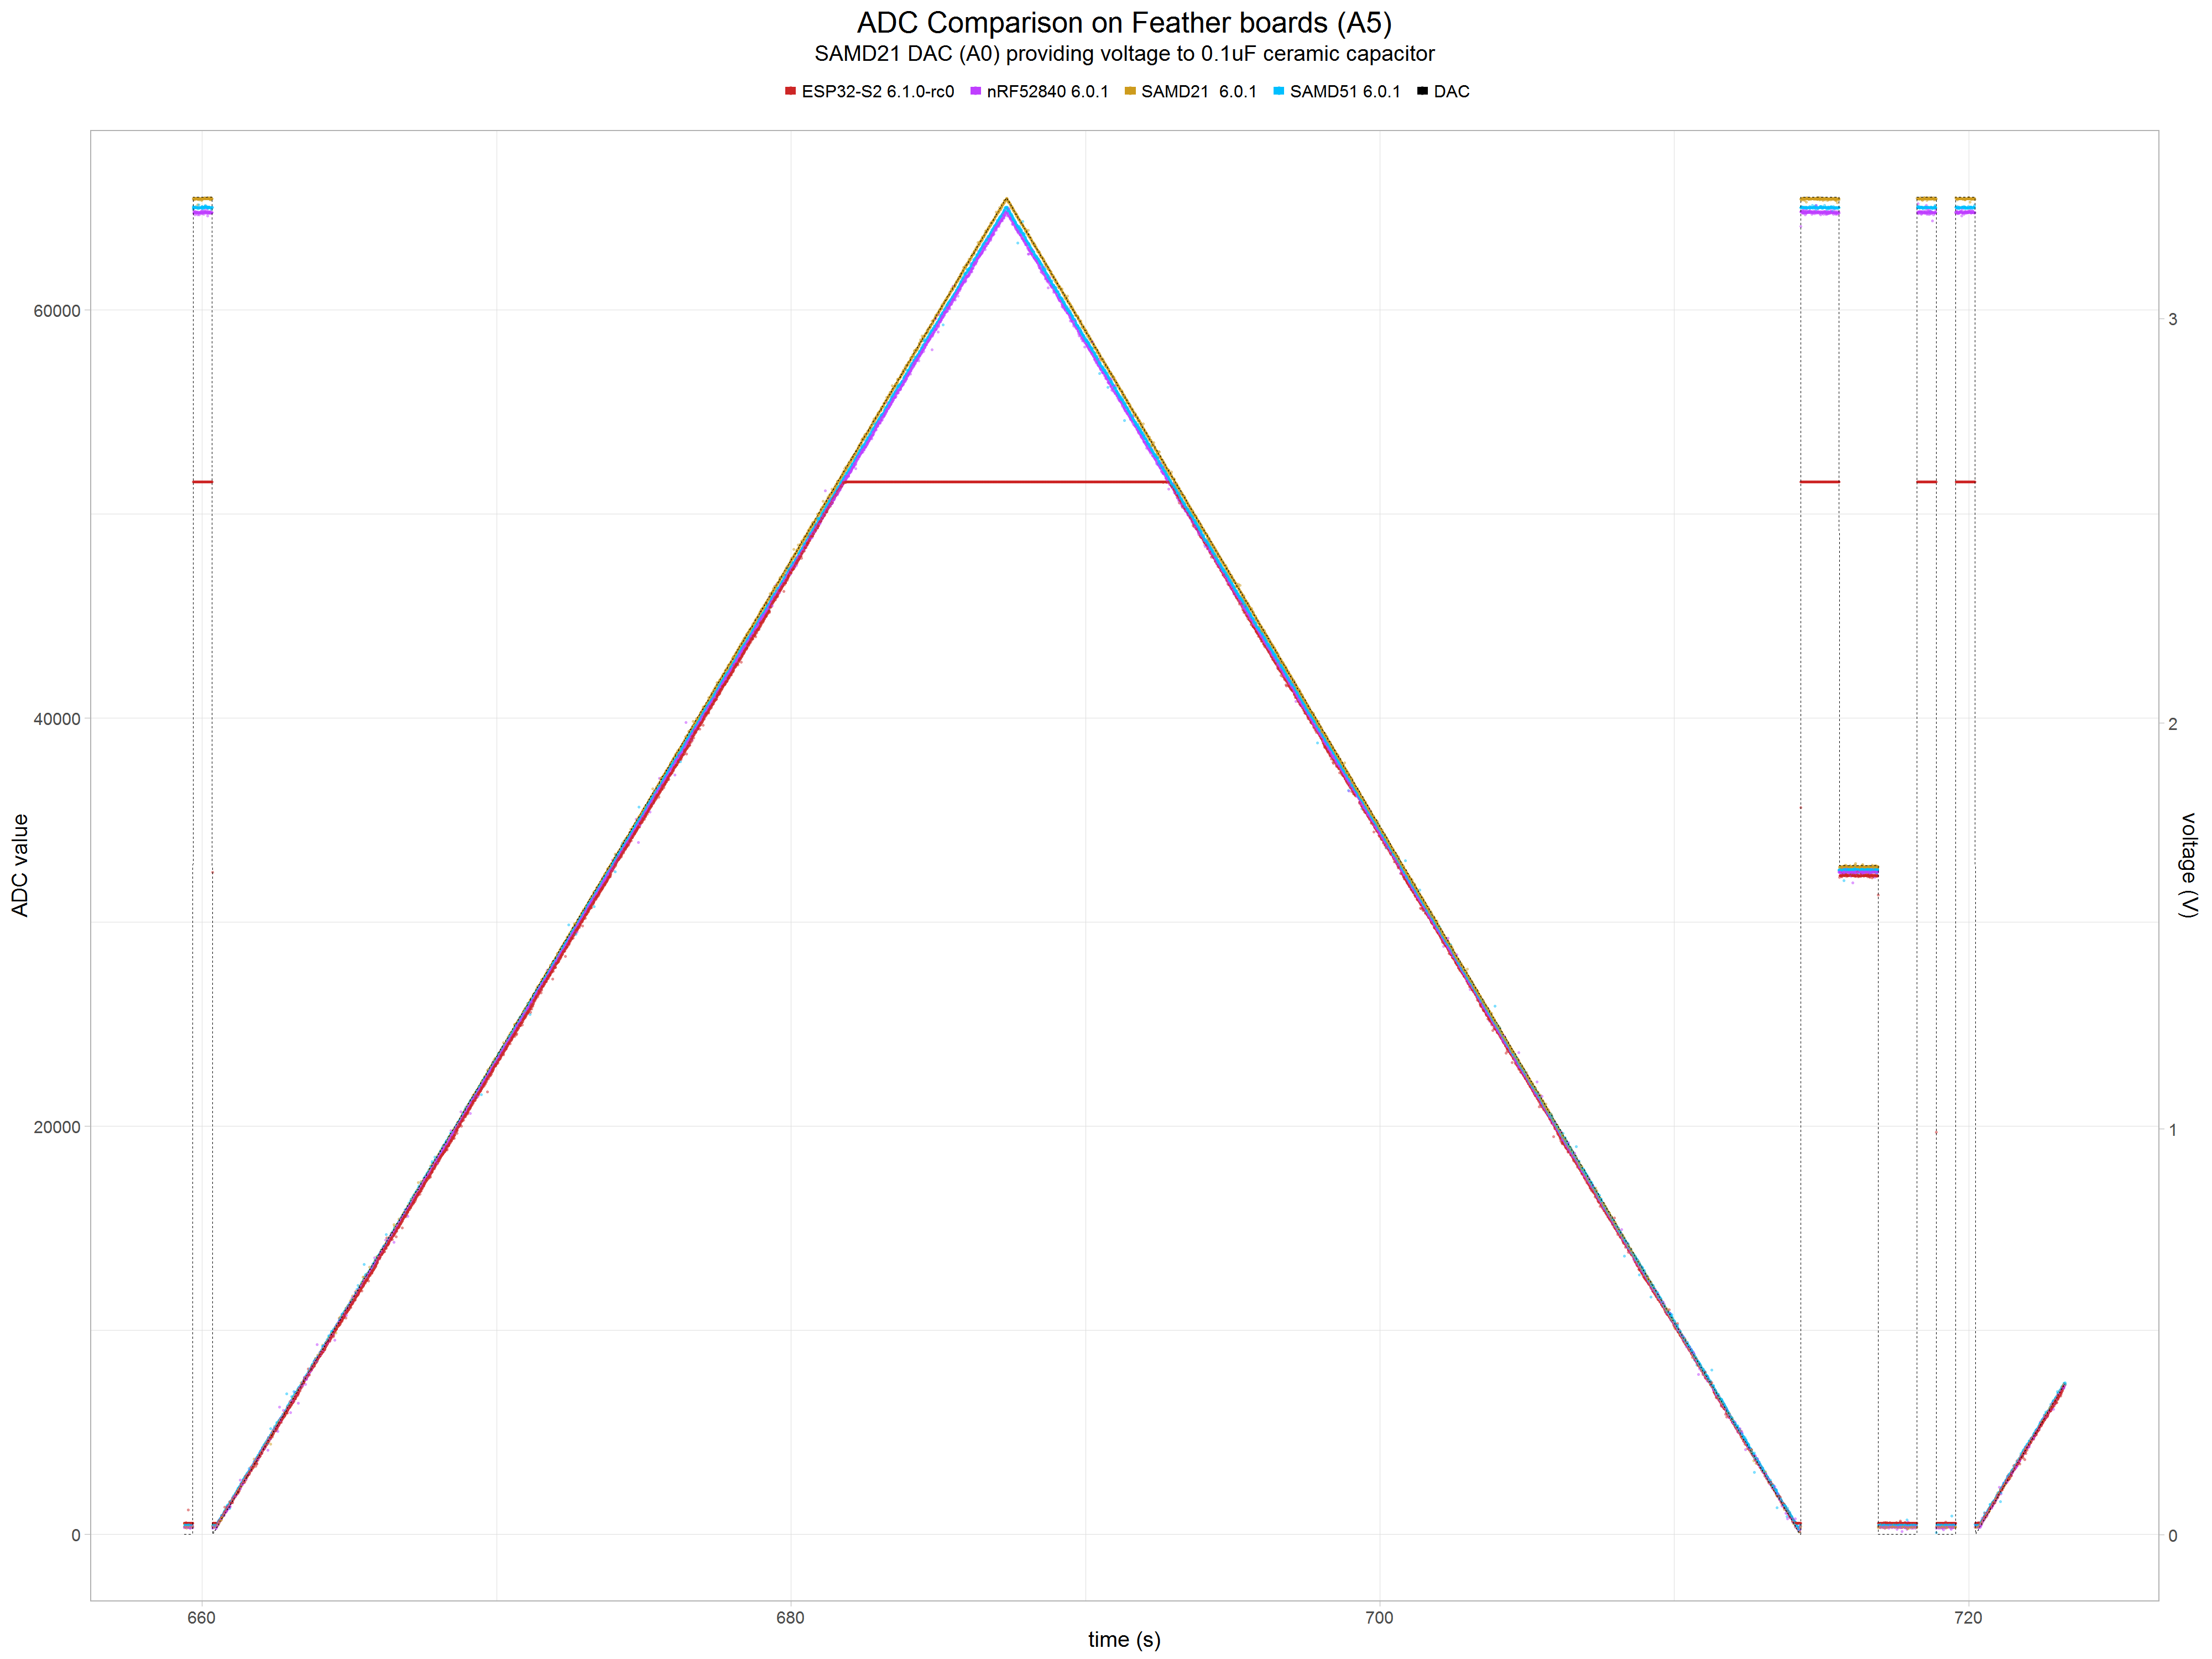 ADC Comparison on Feather boards (A5)
SAMD21 DAC (A0) providing voltage to 0.1uF ceramic capacitor
ESP32-S2 6.1.0-rc0 nRF52840 6.0.1 SAMD21  6.0.1 SAMD51 6.0.1 DAC
60000
40000
20000
0
ADC value
3
2
1
0
voltage (V)
660 680 700 720
time (s)